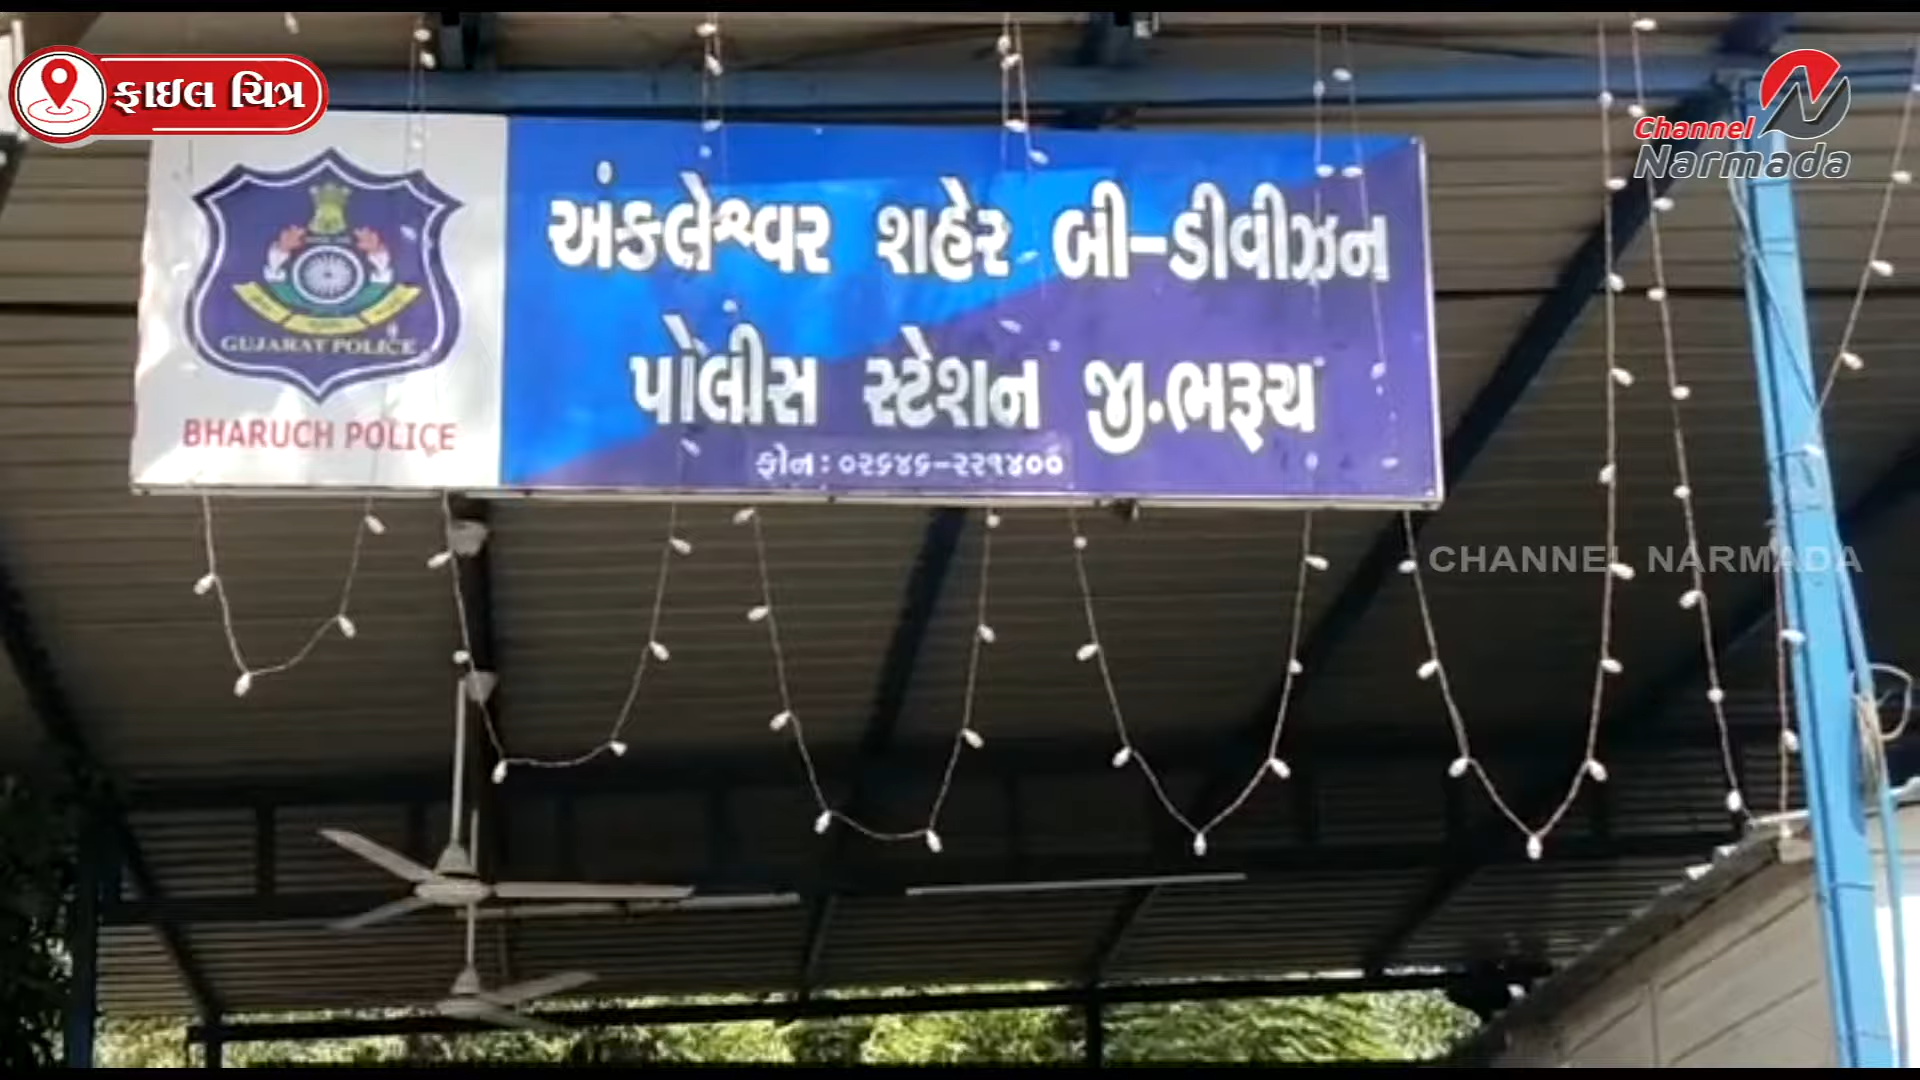 ફાઇલ ચિત્ર
Channel
Narmada
અંકલેશ્વર શહેર બી-ડીવીઝન
પોલીસ સ્ટેશન જી.ભરૂચ
ફોન : ૦૨૬૪૬-૨૨૧૪૦૦
GUJARAT POLICE
BHARUCH POLICE
CHANNEL NARMADA